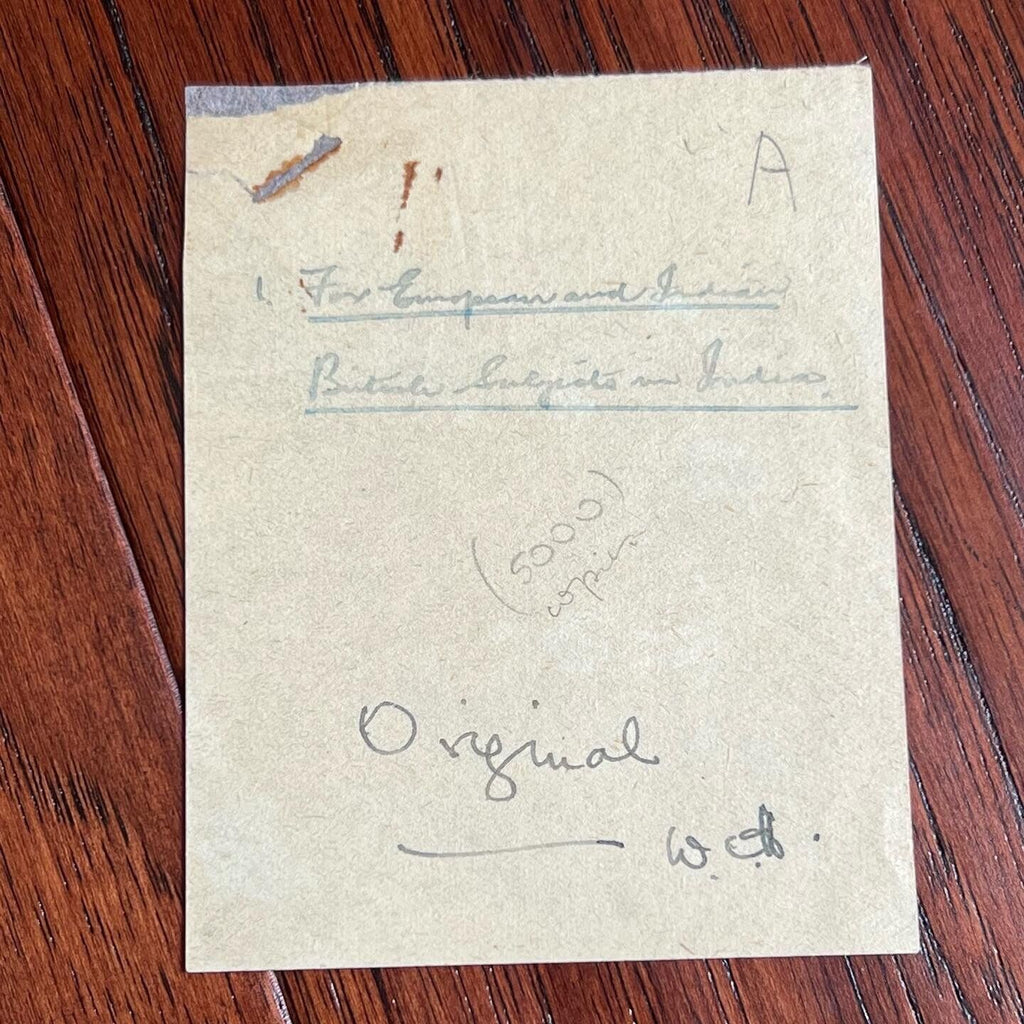 A
1. For European and Indian
British Subjects in India.
(5000)
copies
Original
W.